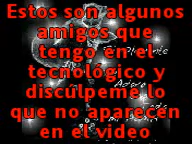 Estos son algunos
amigos que
tengo en el
tecnológico y
discúlpeme lo
que no aparecen
en el video